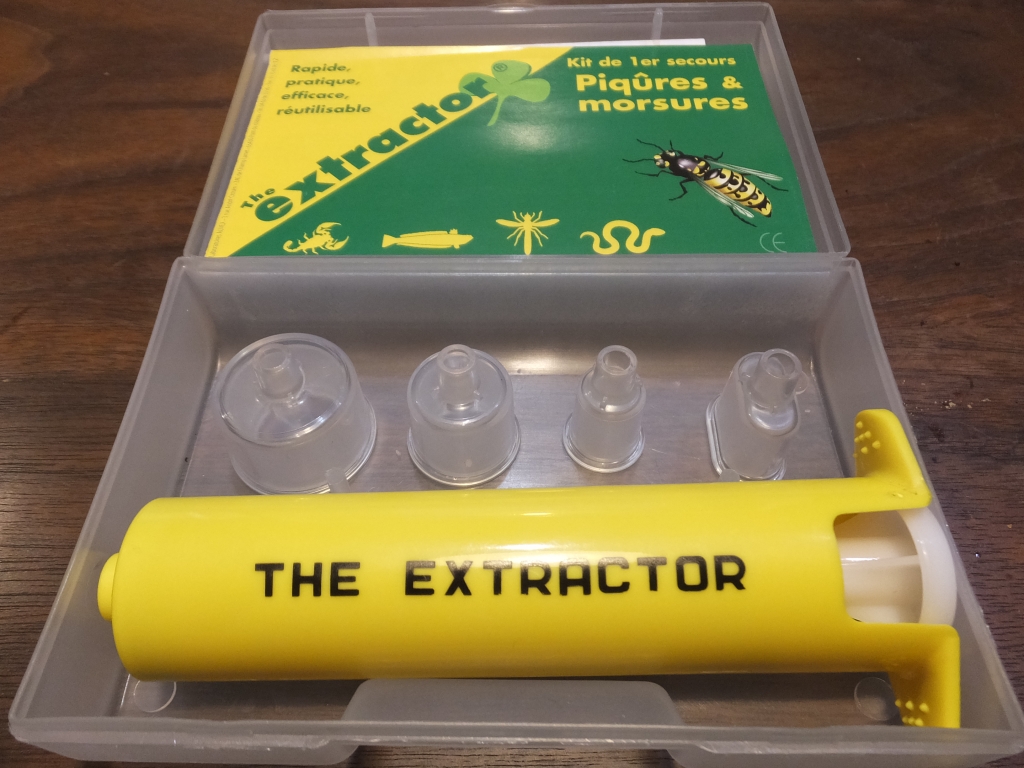 Rapide,
pratique,
efficace,
réutilisable
The extractor®
Kit de 1er secours
Piqûres &
morsures
CE
THE EXTRACTOR